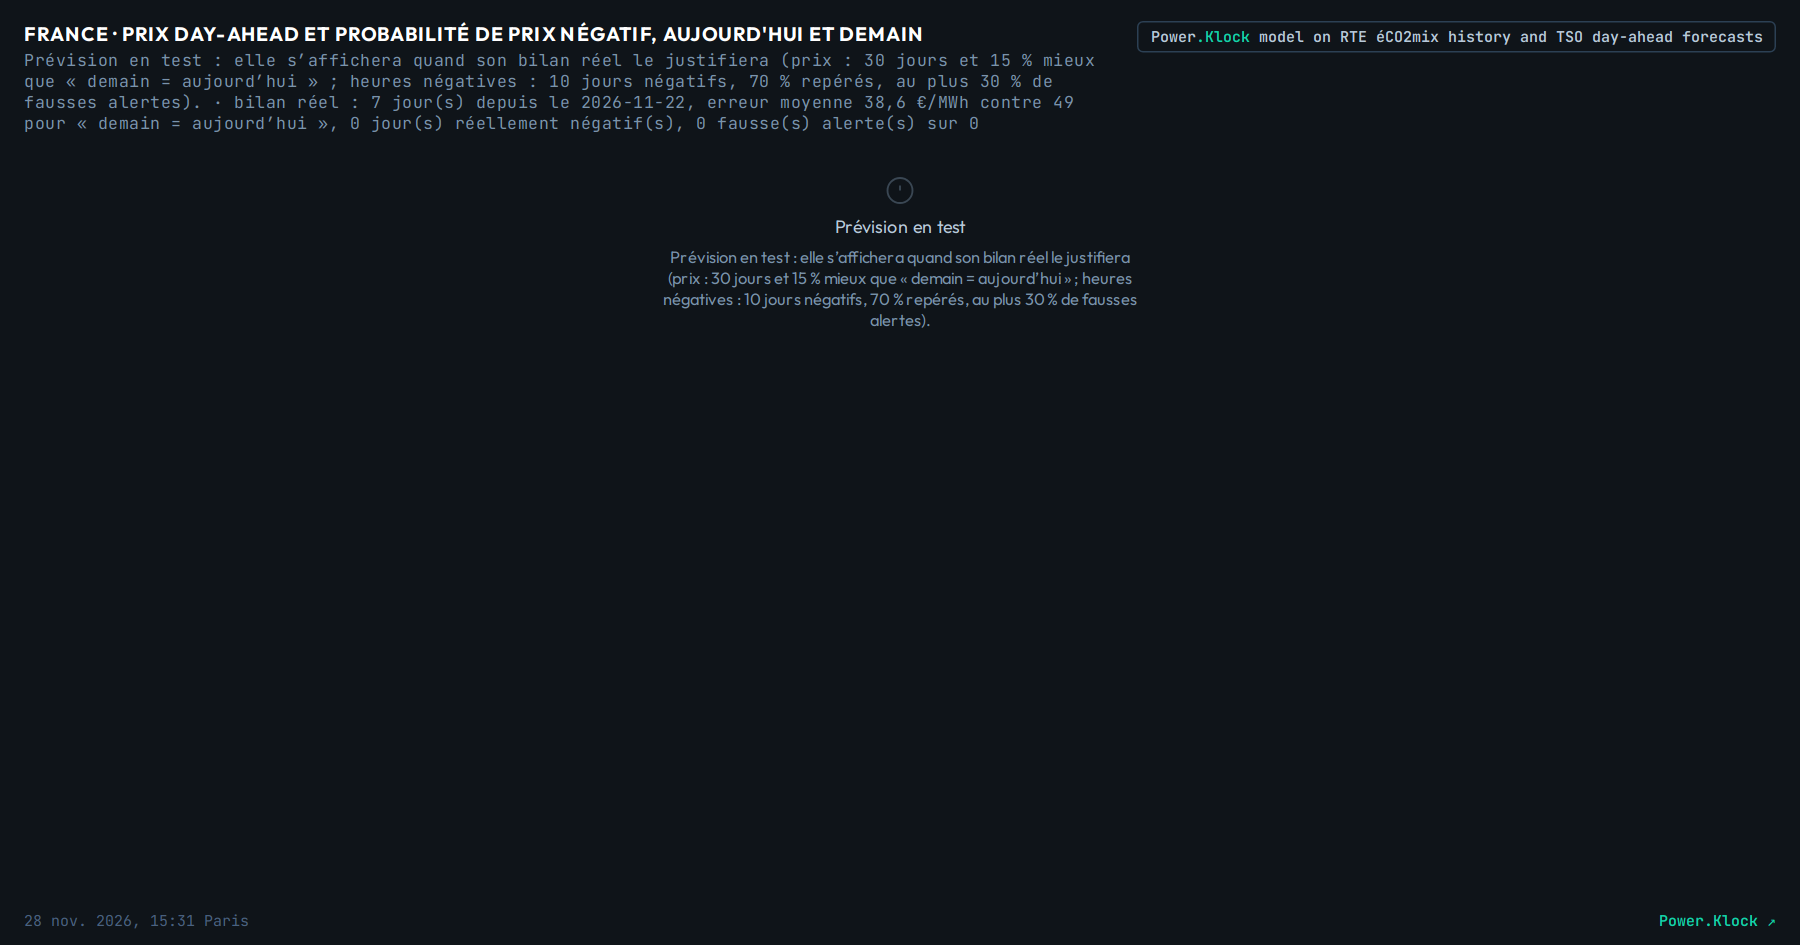 FRANCE · PRIX DAY-AHEAD ET PROBABILITÉ DE PRIX NÉGATIF, AUJOURD'HUI ET DEMAIN
Power.Klock model on RTE éCO2mix history and TSO day-ahead forecasts
Prévision en test : elle s’affichera quand son bilan réel le justifiera (prix : 30 jours et 15 % mieux
que « demain = aujourd’hui » ; heures négatives : 10 jours négatifs, 70 % repérés, au plus 30 % de
fausses alertes). · bilan réel : 7 jour(s) depuis le 2026-11-22, erreur moyenne 38,6 €/MWh contre 49
pour « demain = aujourd’hui », 0 jour(s) réellement négatif(s), 0 fausse(s) alerte(s) sur 0
Prévision en test
Prévision en test : elle s’affichera quand son bilan réel le justifiera
(prix : 30 jours et 15 % mieux que « demain = aujourd’hui » ; heures
négatives : 10 jours négatifs, 70 % repérés, au plus 30 % de fausses
alertes).
28 nov. 2026, 15:31 Paris
Power.Klock ↗